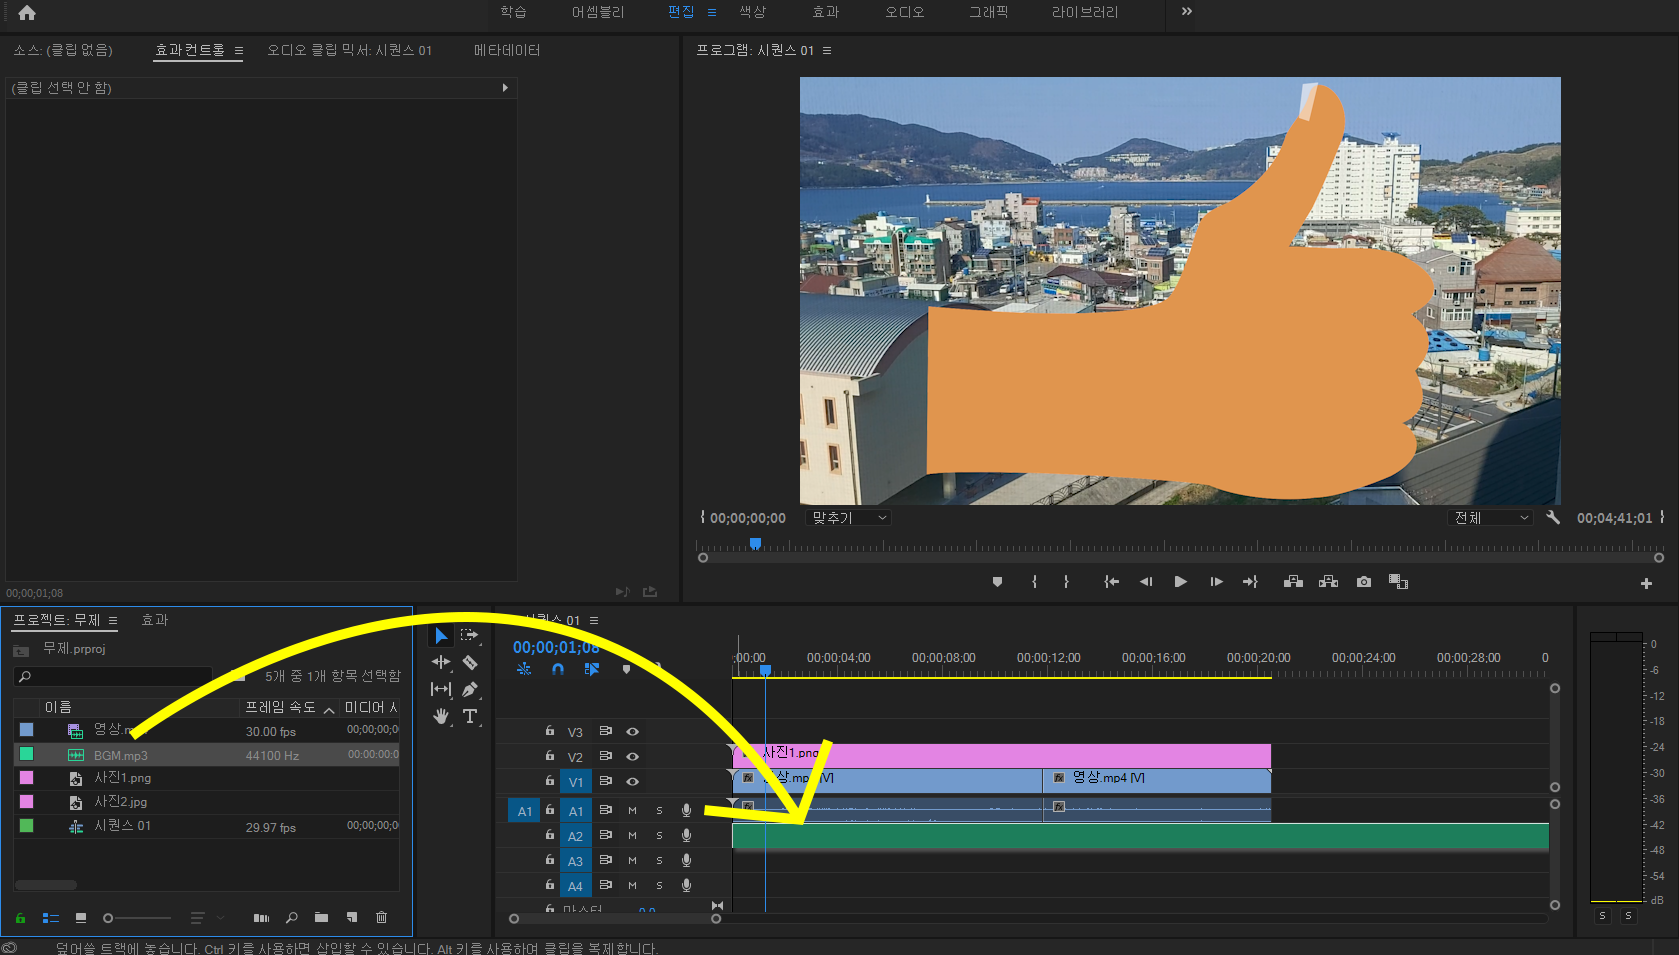 학습 어셈블리 편집 색상 효과 오디오 그래픽 라이브러리
소스: (클립 없음) 효과 컨트롤 오디오 클립 믹서: 시퀀스 01 메타데이터
(클립 선택 안 함)
00;00;01;08
프로그램: 시퀀스 01
00;00;00;00 맞추기 전체 00;04;41;01
프로젝트: 무제 효과
무제.prproj
5개 중 1개 항목 선택함
이름 프레임 속도 미디어 시
영상.m 30.00 fps 00;00;00;0
BGM.mp3 44100 Hz 00:00:00:0
사진1.png
사진2.jpg
시퀀스 01 29.97 fps 00;00;00;0
시퀀스 01
00;00;01;08
;00;00 00;00;04;00 00;00;08;00 00;00;12;00 00;00;16;00 00;00;20;00 00;00;24;00 00;00;28;00 0
V3
V2 사진1.png
V1 fx 영상.mp4 [V] fx 영상.mp4 [V]
A1 A1 M S fx fx
A2 M S
A3 M S
A4 M S
마스터 0.0
0
-6
-12
-18
-24
-30
-36
-42
-48
-54
dB
S S
덮어쓸 트랙에 놓습니다. Ctrl 키를 사용하면 삽입할 수 있습니다. Alt 키를 사용하여 클립을 복제합니다.